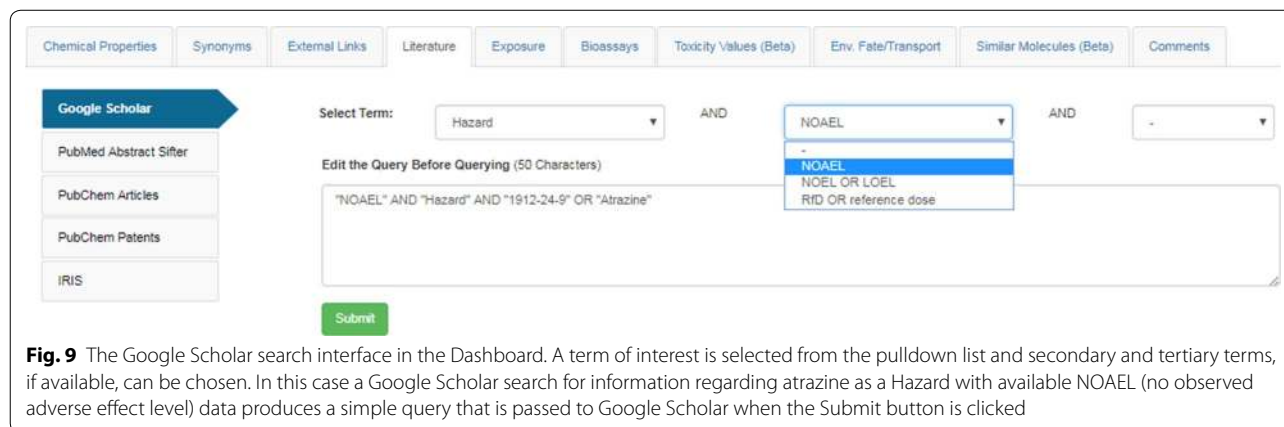 Chemical Properties Synonyms External Links Literature Exposure Bioassays Toxicity Values (Beta) Env. Fate/Transport Similar Molecules (Beta) Comments
Google Scholar
PubMed Abstract Sifter
PubChem Articles
PubChem Patents
IRIS
Select Term: Hazard AND NOAEL AND -
-
NOAEL
NOEL OR LOEL
RfD OR reference dose
Edit the Query Before Querying (50 Characters)
"NOAEL" AND "Hazard" AND "1912-24-9" OR "Atrazine"
Submit
Fig. 9 The Google Scholar search interface in the Dashboard. A term of interest is selected from the pulldown list and secondary and tertiary terms,
if available, can be chosen. In this case a Google Scholar search for information regarding atrazine as a Hazard with available NOAEL (no observed
adverse effect level) data produces a simple query that is passed to Google Scholar when the Submit button is clicked